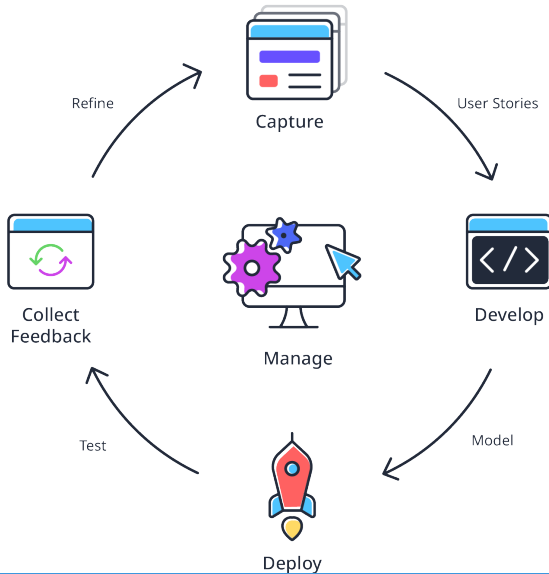 Capture
Refine
User Stories
Collect
Feedback
Develop
Manage
Test
Model
Deploy